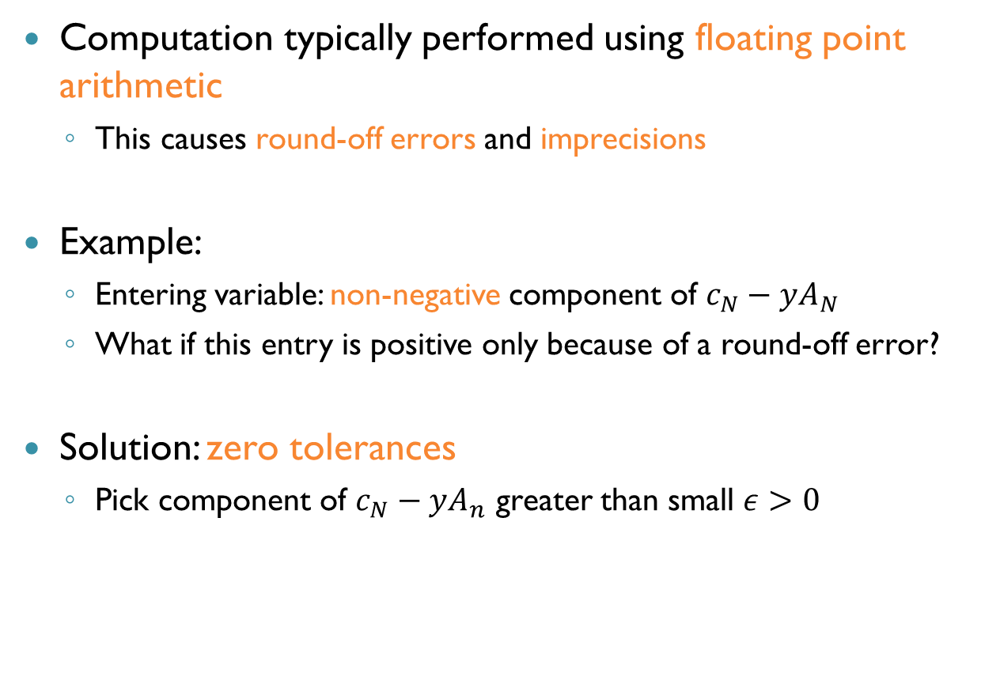 • Computation typically performed using floating point
arithmetic
◦ This causes round-off errors and imprecisions
• Example:
◦ Entering variable: non-negative component of $c_N - yA_N$
◦ What if this entry is positive only because of a round-off error?
• Solution: zero tolerances
◦ Pick component of $c_N - yA_n$ greater than small $\epsilon > 0$